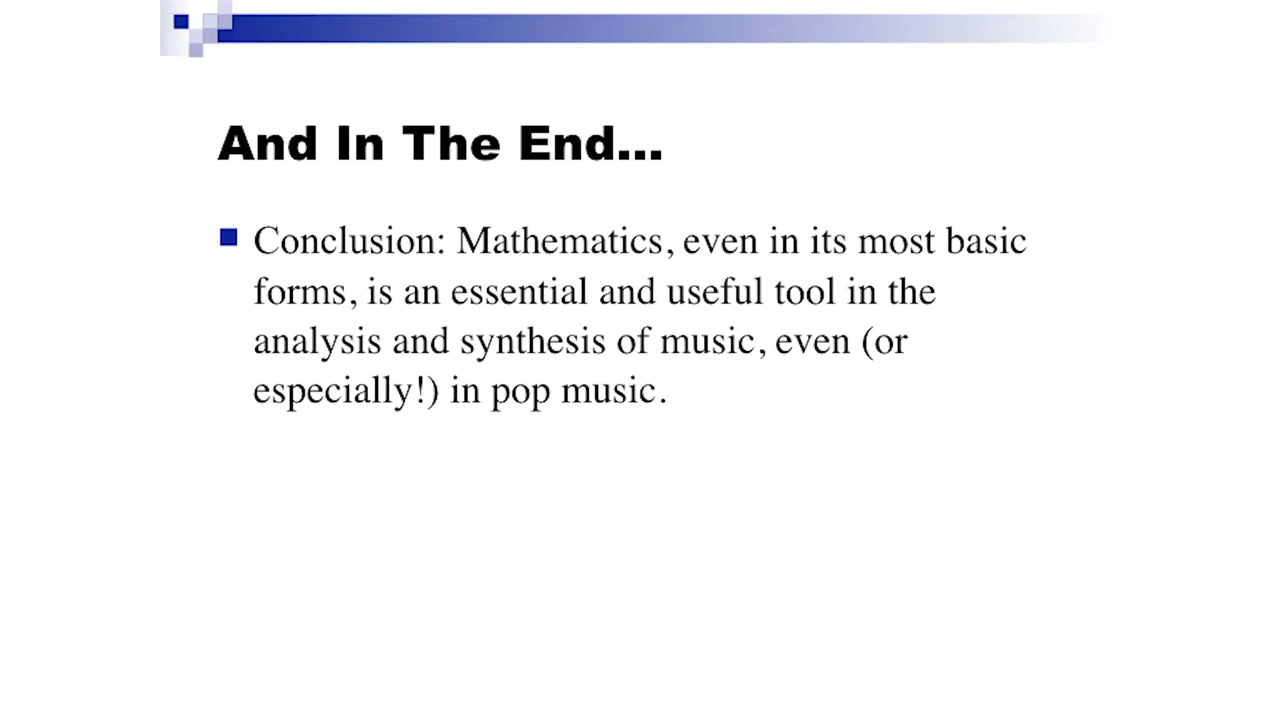 And In The End...
Conclusion: Mathematics, even in its most basic
forms, is an essential and useful tool in the
analysis and synthesis of music, even (or
especially!) in pop music.